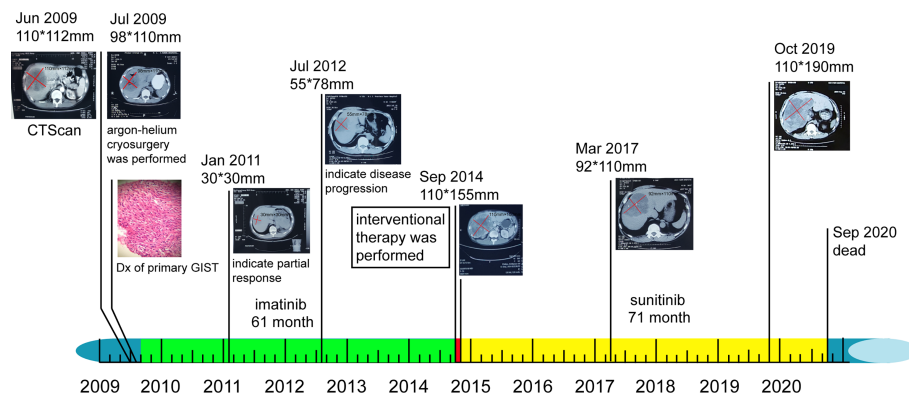 Jun 2009
110*112mm
CTScan
Jul 2009
98*110mm
argon-helium
cryosurgery
was performed
Dx of primary GIST
Jan 2011
30*30mm
indicate partial
response
Jul 2012
55*78mm
indicate disease
progression
interventional
therapy was
performed
Sep 2014
110*155mm
Mar 2017
92*110mm
Oct 2019
110*190mm
Sep 2020
dead
imatinib
61 month
sunitinib
71 month
2009 2010 2011 2012 2013 2014 2015 2016 2017 2018 2019 2020